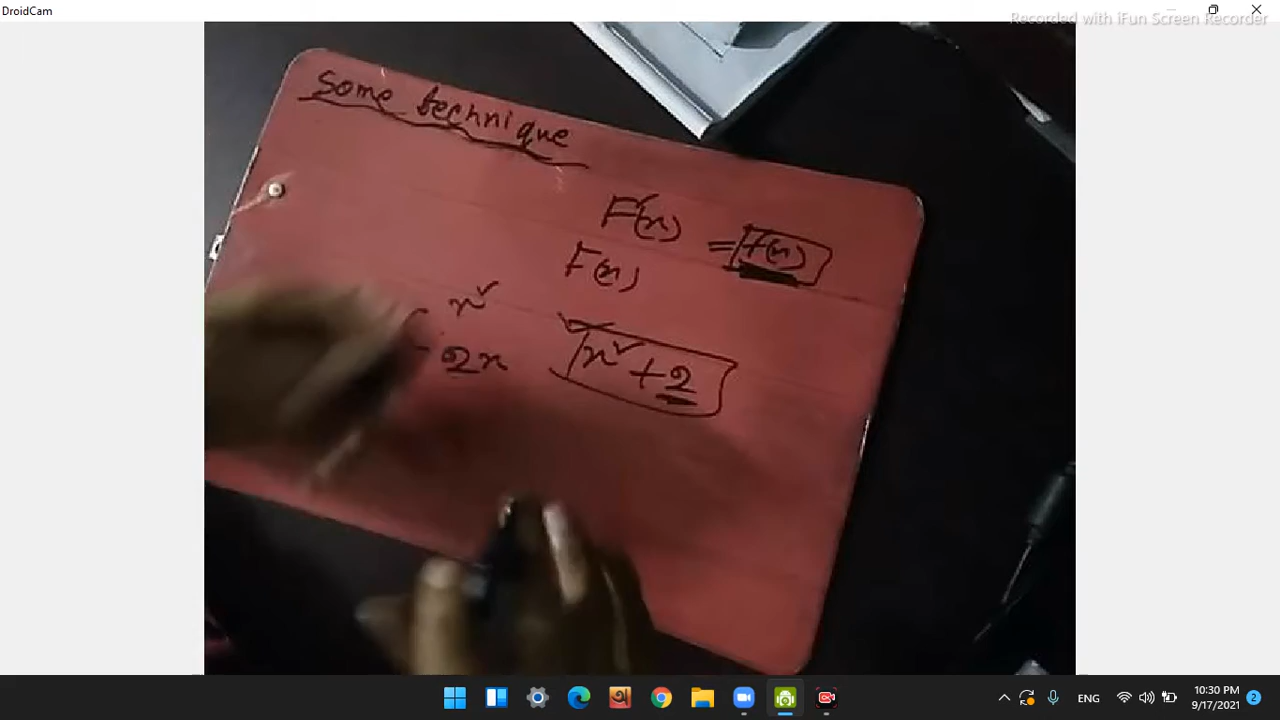 DroidCam
Recorded with iFun Screen Recorder
Some technique
F'(x) = f(x)
F(x)
x²
2x
x² + 2
ENG
10:30 PM
9/17/2021
2